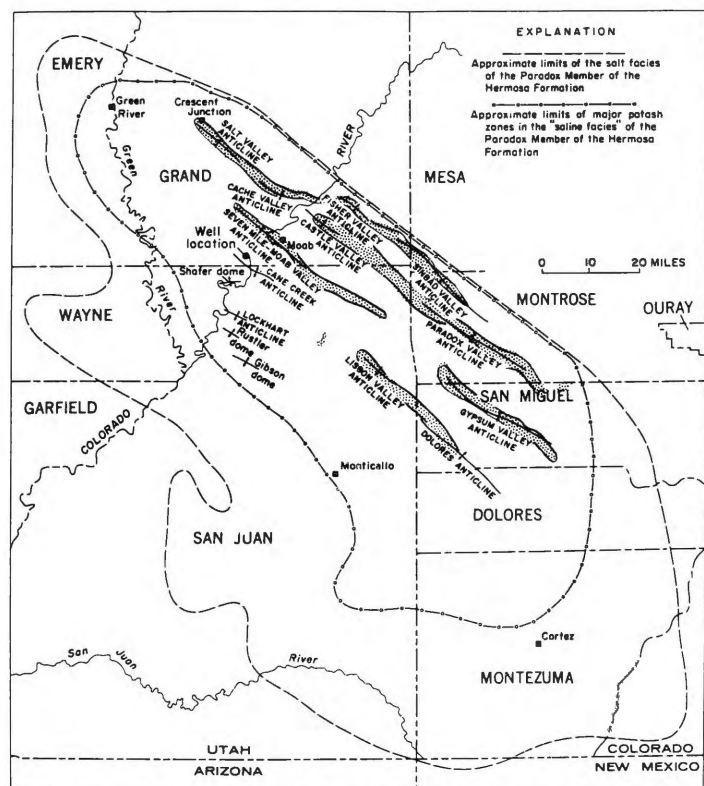 EXPLANATION
Approximate limits of the salt facies
of the Paradox Member of the
Hermosa Formation
Approximate limits of major potash
zones in the "saline facies" of the
Paradox Member of the Hermosa
Formation
EMERY
Green
River
Crescent
Junction
Green
River
SALT VALLEY
ANTICLINE
RIVER
GRAND
MESA
CACHE VALLEY
ANTICLINE
FISHER VALLEY
ANTICLINE
CASTLE VALLEY
ANTICLINE
SEVEN MILE-MOAB VALLEY
ANTICLINE
Well
location
Moab
CANE CREEK
ANTICLINE
SINBAD VALLEY
ANTICLINE
0 10 20 MILES
Shafer dome
MONTROSE
OURAY
WAYNE
LOCKHART
ANTICLINE
Rustler
dome
Gibson
dome
PARADOX VALLEY
ANTICLINE
LISBON VALLEY
ANTICLINE
SAN MIGUEL
GYPSUM VALLEY
ANTICLINE
GARFIELD
COLORADO
DOLORES ANTICLINE
Monticallo
SAN JUAN
DOLORES
Cortez
San Juan River
MONTEZUMA
UTAH
ARIZONA
COLORADO
NEW MEXICO